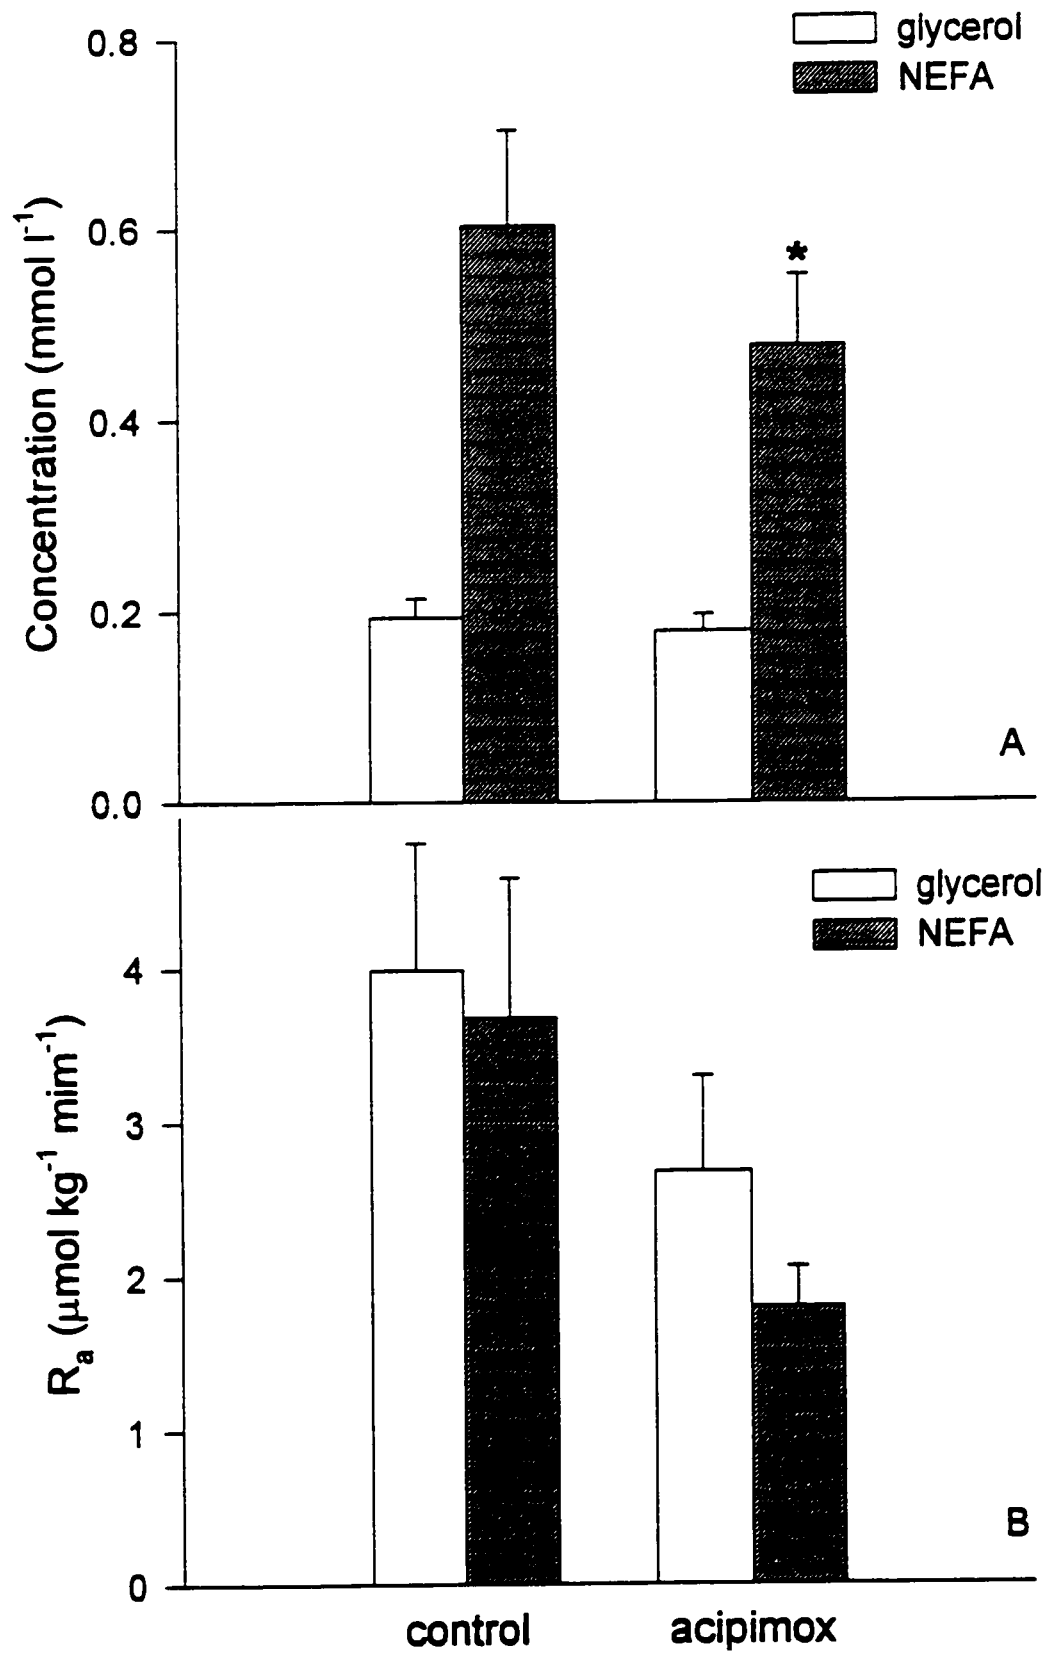 glycerol
NEFA
0.8
0.6
0.4
0.2
0.0
Concentration (mmol l⁻¹)
*
A
glycerol
NEFA
4
3
2
1
0
Rₐ (μmol kg⁻¹ mim⁻¹)
B
control acipimox